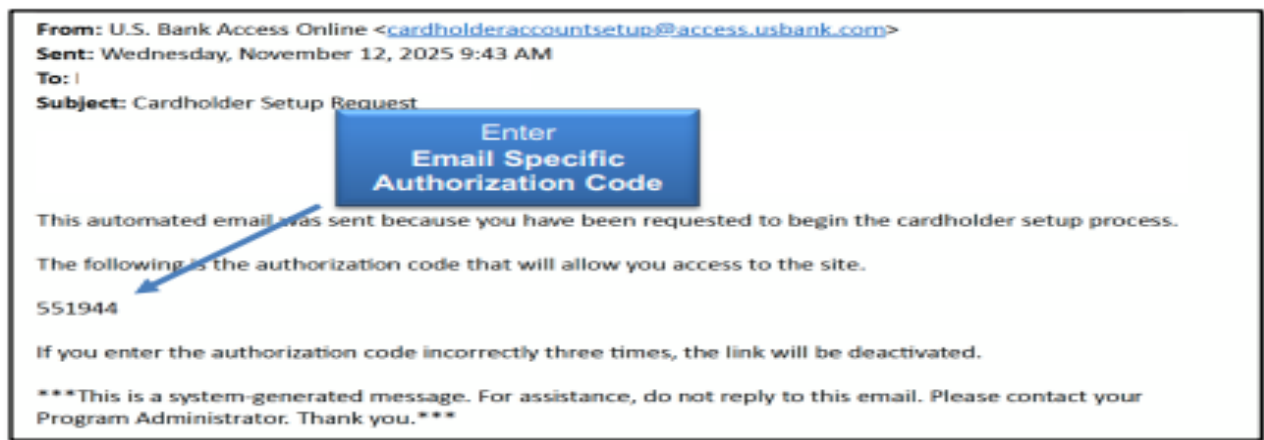 From: U.S. Bank Access Online <cardholderaccountsetup@access.usbank.com>
Sent: Wednesday, November 12, 2025 9:43 AM
To:
Subject: Cardholder Setup Request
Enter
Email Specific
Authorization Code
This automated email was sent because you have been requested to begin the cardholder setup process.
The following is the authorization code that will allow you access to the site.
551944
If you enter the authorization code incorrectly three times, the link will be deactivated.
***This is a system-generated message. For assistance, do not reply to this email. Please contact your
Program Administrator. Thank you.***